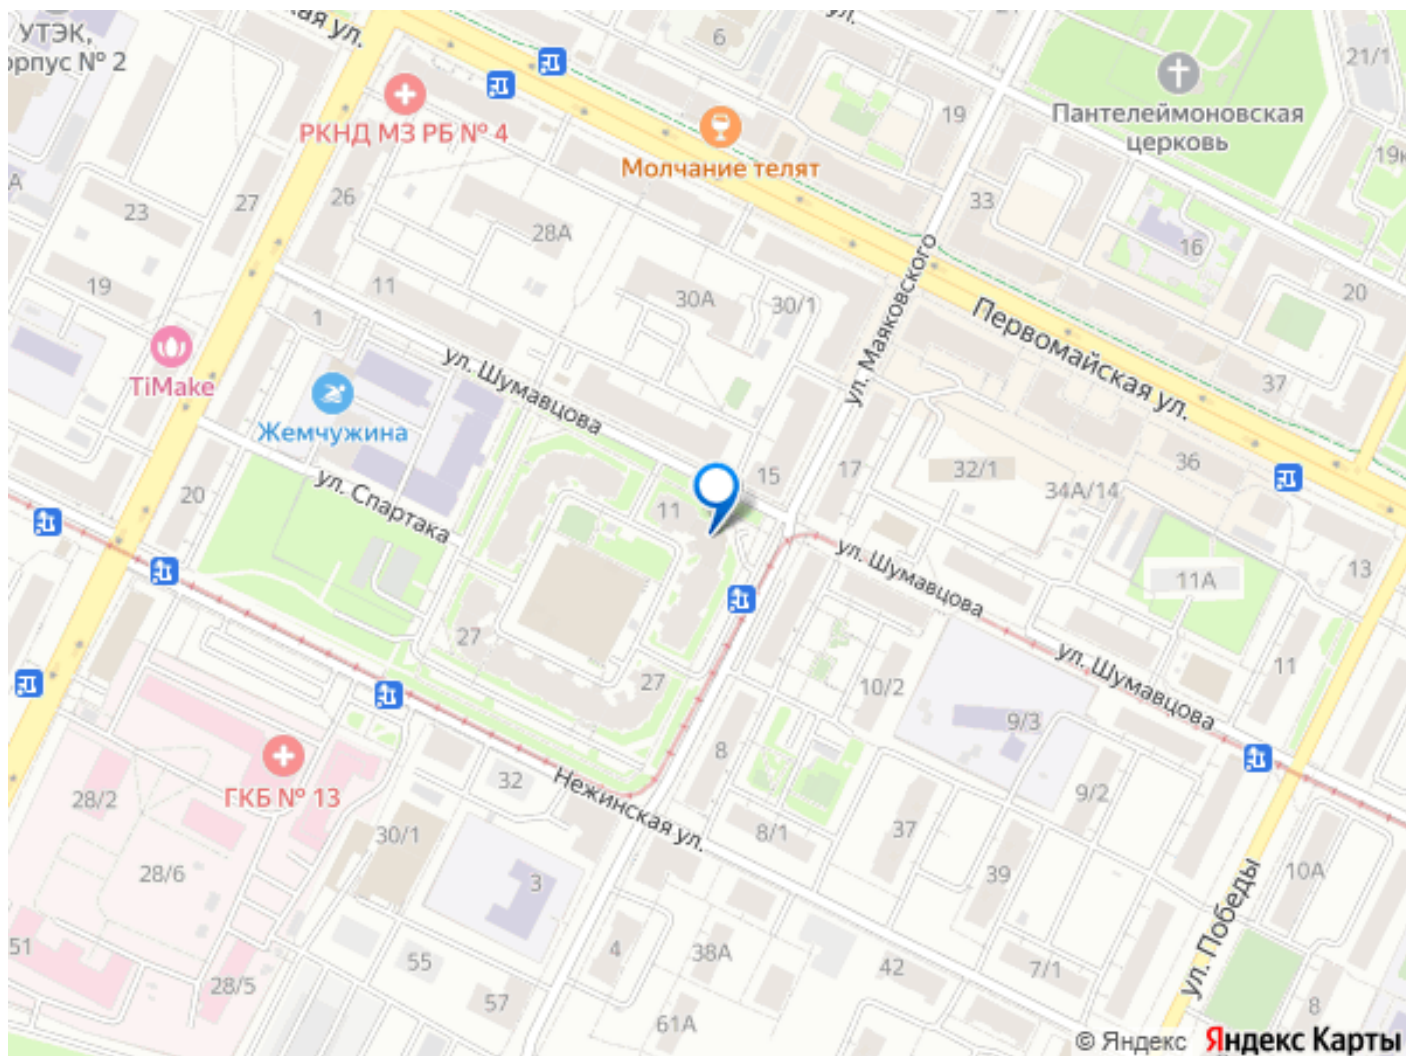 УТЭК,
орпус № 2
ская ул.
ул.
6
21/1
РКНД МЗ РБ № 4
Молчание телят
19
Пантелеймоновская
церковь
19к
А
23
27
26
28А
33
16
19
11
30А
30/1
ул. Маяковского
20
1
TiMake
Жемчужина
ул. Шумавцова
Первомайская ул.
37
20
ул. Спартака
11
15
17
32/1
34А/14
36
ул. Шумавцова
11А
13
27
27
10/2
9/3
ул. Шумавцова
11
28/2
ГКБ № 13
32
Нежинская ул.
8
9/2
30/1
8/1
37
28/6
3
39
10А
ул. Победы
51
28/5
55
57
4
38А
42
7/1
8
61А
© Яндекс Яндекс Карты